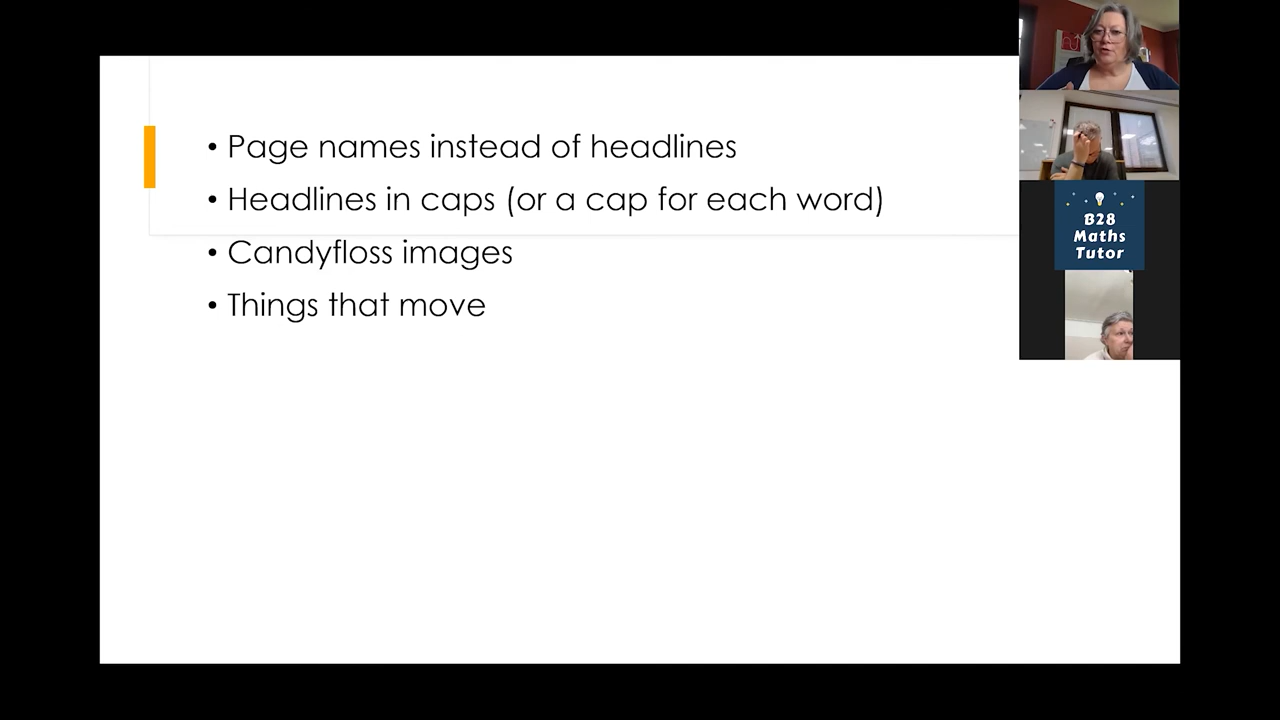 • Page names instead of headlines
• Headlines in caps (or a cap for each word)
• Candyfloss images
• Things that move
B28
Maths
Tutor